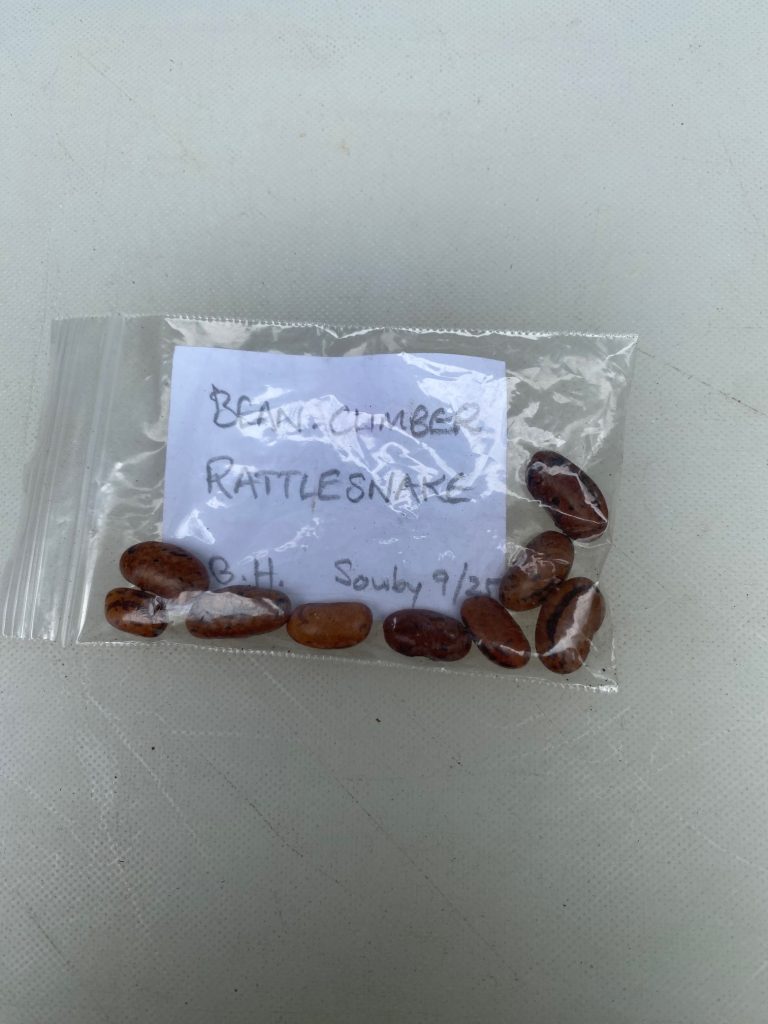 BEAN. CLIMBER
RATTLESNAKE
B.H. Souby 9/25